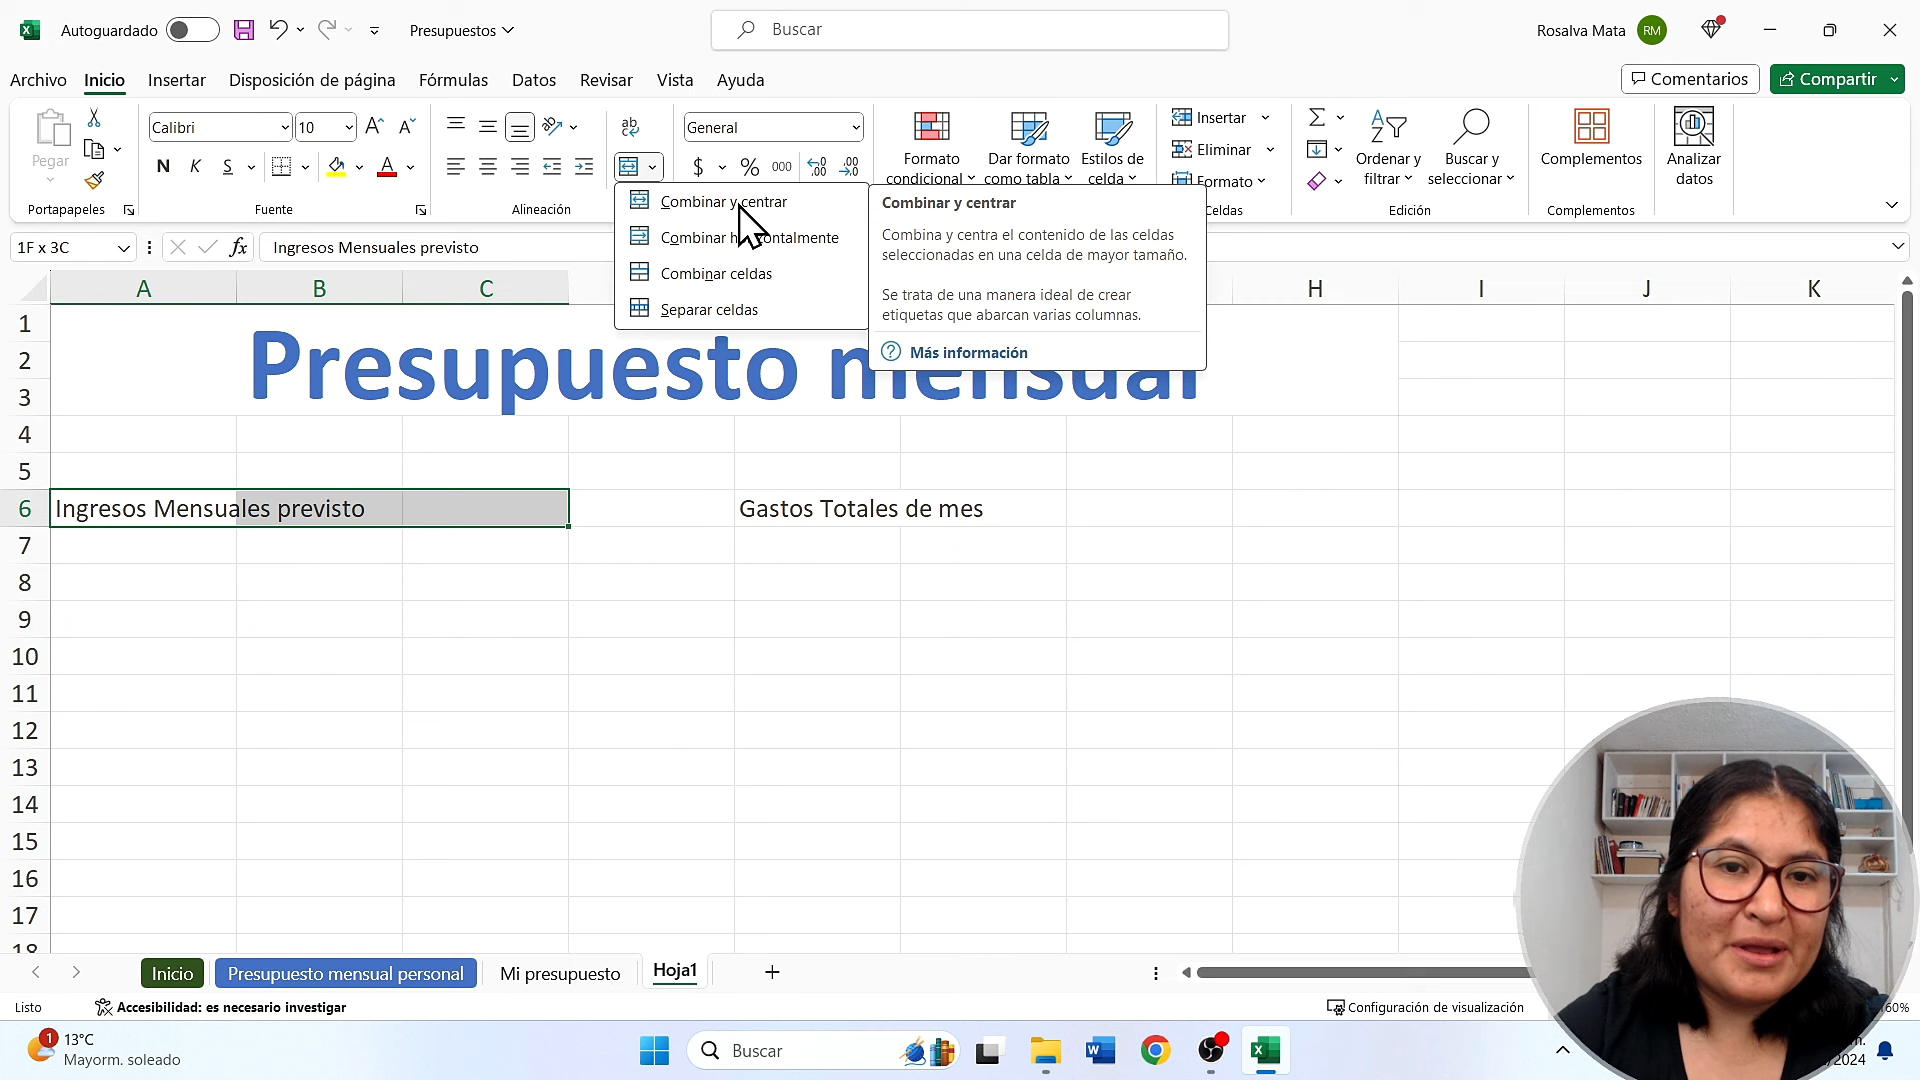 Autoguardado
Presupuestos
Buscar
Rosalva Mata
RM
Archivo Inicio Insertar Disposición de página Fórmulas Datos Revisar Vista Ayuda
Comentarios
Compartir
Pegar
Portapapeles
Calibri
10
N K S
A
Fuente
Alineación
ab
c
General
$ % 000
Formato condicional
Dar formato como tabla
Estilos de celda
Insertar
Eliminar
Formato
Celdas
Ordenar y filtrar
Buscar y seleccionar
Edición
Complementos
Complementos
Analizar datos
Combinar y centrar
Combinar horizontalmente
Combinar celdas
Separar celdas
Combinar y centrar
Combina y centra el contenido de las celdas
seleccionadas en una celda de mayor tamaño.
Se trata de una manera ideal de crear
etiquetas que abarcan varias columnas.
Más información
1F x 3C
fx
Ingresos Mensuales previsto
A B C H I J K
1
Presupuesto mensual
2
3
4
5
6 Ingresos Mensuales previsto Gastos Totales de mes
7
8
9
10
11
12
13
14
15
16
17
18
Inicio Presupuesto mensual personal Mi presupuesto Hoja1
Listo
Accesibilidad: es necesario investigar
Configuración de visualización
60%
1
13°C
Mayorm. soleado
Buscar
/2024